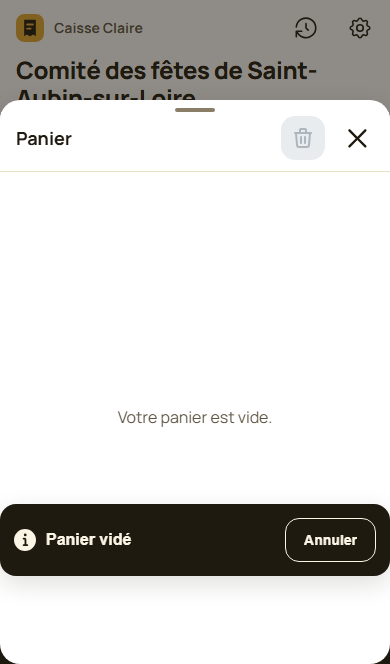 Caisse Claire
Comité des fêtes de Saint-
Aubin-sur-Loire
Panier
Votre panier est vide.
Panier vidé
Annuler